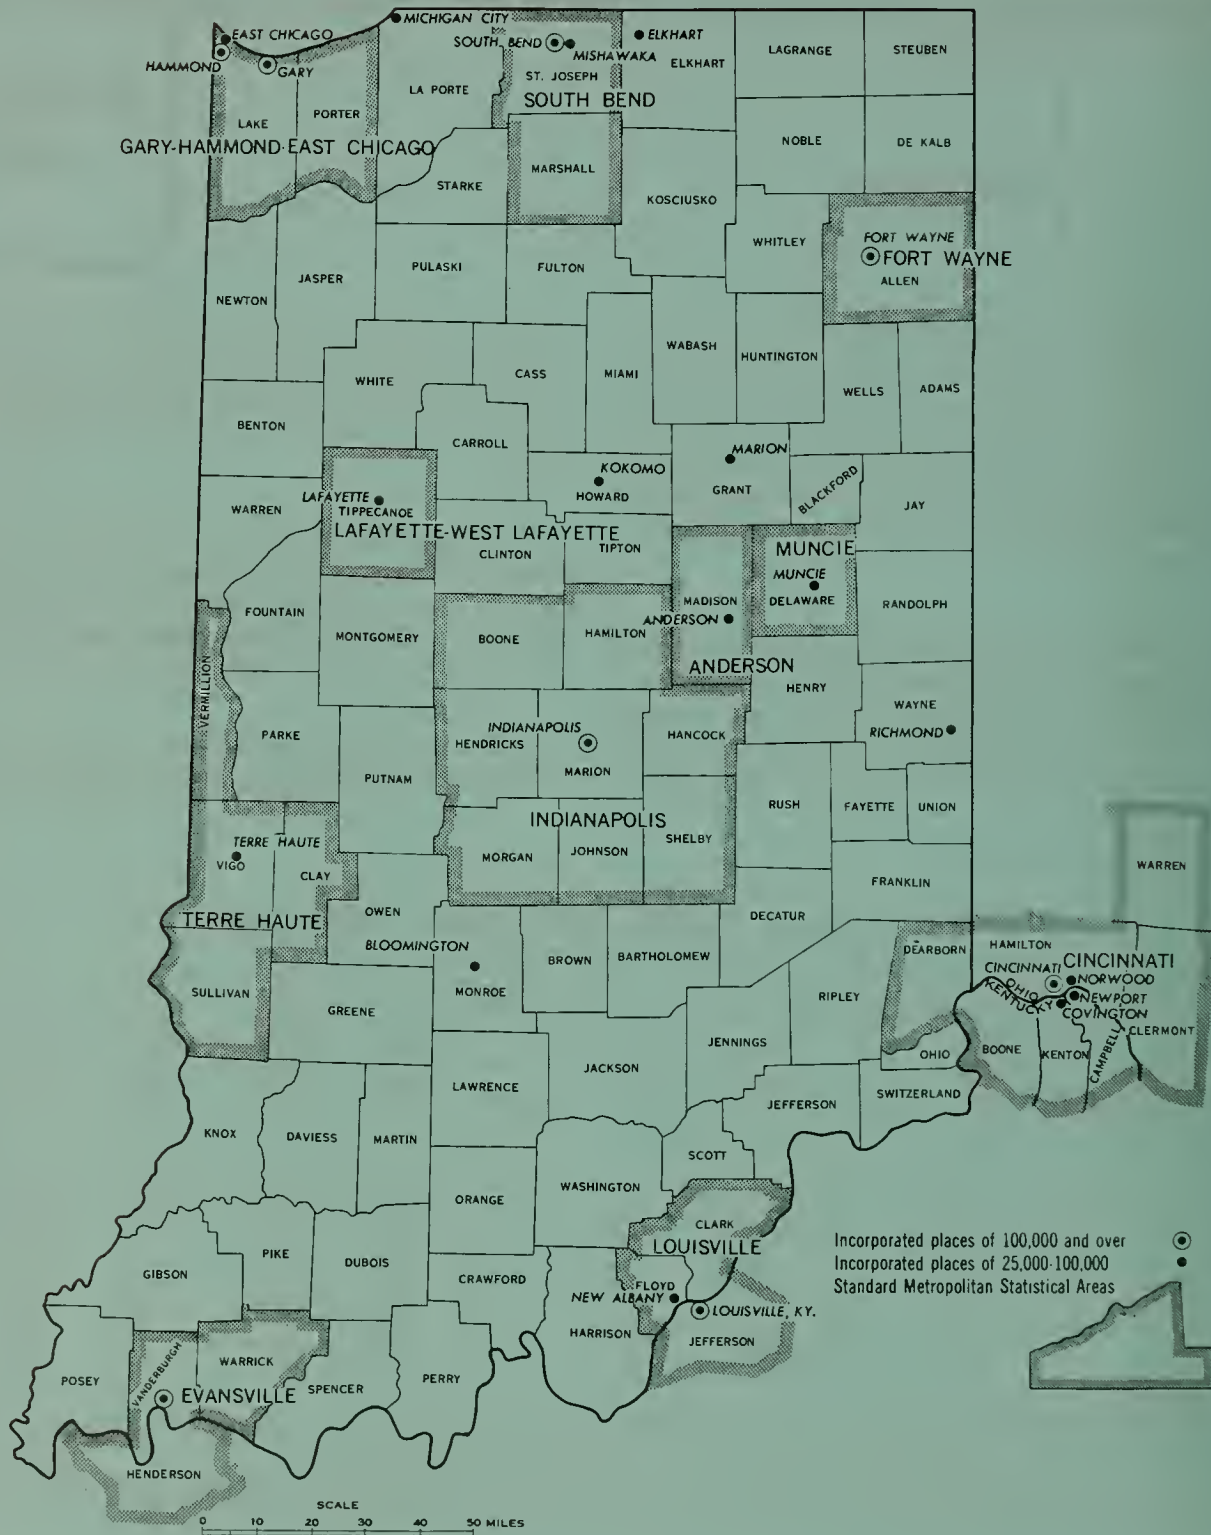 MICHIGAN CITY
EAST CHICAGO
SOUTH BEND
ELKHART
HAMMOND
GARY
MISHAWAKA
ELKHART
LAGRANGE
STEUBEN
ST. JOSEPH
LA PORTE
SOUTH BEND
LAKE
PORTER
GARY-HAMMOND-EAST CHICAGO
NOBLE
DE KALB
MARSHALL
STARKE
KOSCIUSKO
WHITLEY
FORT WAYNE
FORT WAYNE
ALLEN
PULASKI
FULTON
JASPER
NEWTON
WABASH
HUNTINGTON
WHITE
CASS
MIAMI
WELLS
ADAMS
BENTON
CARROLL
MARION
KOKOMO
HOWARD
GRANT
BLACKFORD
JAY
WARREN
LAFAYETTE
TIPPECANOE
LAFAYETTE-WEST LAFAYETTE
CLINTON
TIPTON
MUNCIE
MUNCIE
DELAWARE
MADISON
ANDERSON
RANDOLPH
FOUNTAIN
MONTGOMERY
BOONE
HAMILTON
ANDERSON
HENRY
VERMILLION
WAYNE
RICHMOND
PARKE
INDIANAPOLIS
HENDRICKS
MARION
HANCOCK
PUTNAM
RUSH
FAYETTE
UNION
INDIANAPOLIS
TERRE HAUTE
VIGO
CLAY
MORGAN
JOHNSON
SHELBY
WARREN
FRANKLIN
TERRE HAUTE
OWEN
DECATUR
BLOOMINGTON
MONROE
BROWN
BARTHOLOMEW
DEARBORN
HAMILTON
CINCINNATI
CINCINNATI
NORWOOD
OHIO
KENTUCKY
NEWPORT
COVINGTON
SULLIVAN
GREENE
RIPLEY
JENNINGS
OHIO
BOONE
KENTON
CAMPBELL
CLERMONT
LAWRENCE
JACKSON
JEFFERSON
SWITZERLAND
KNOX
DAVIESS
MARTIN
SCOTT
ORANGE
WASHINGTON
CLARK
LOUISVILLE
PIKE
DUBOIS
GIBSON
CRAWFORD
FLOYD
NEW ALBANY
LOUISVILLE, KY.
HARRISON
JEFFERSON
Incorporated places of 100,000 and over
Incorporated places of 25,000-100,000
Standard Metropolitan Statistical Areas
POSEY
VANDERBURGH
WARRICK
EVANSVILLE
SPENCER
PERRY
HENDERSON
SCALE
0 10 20 30 40 50 MILES